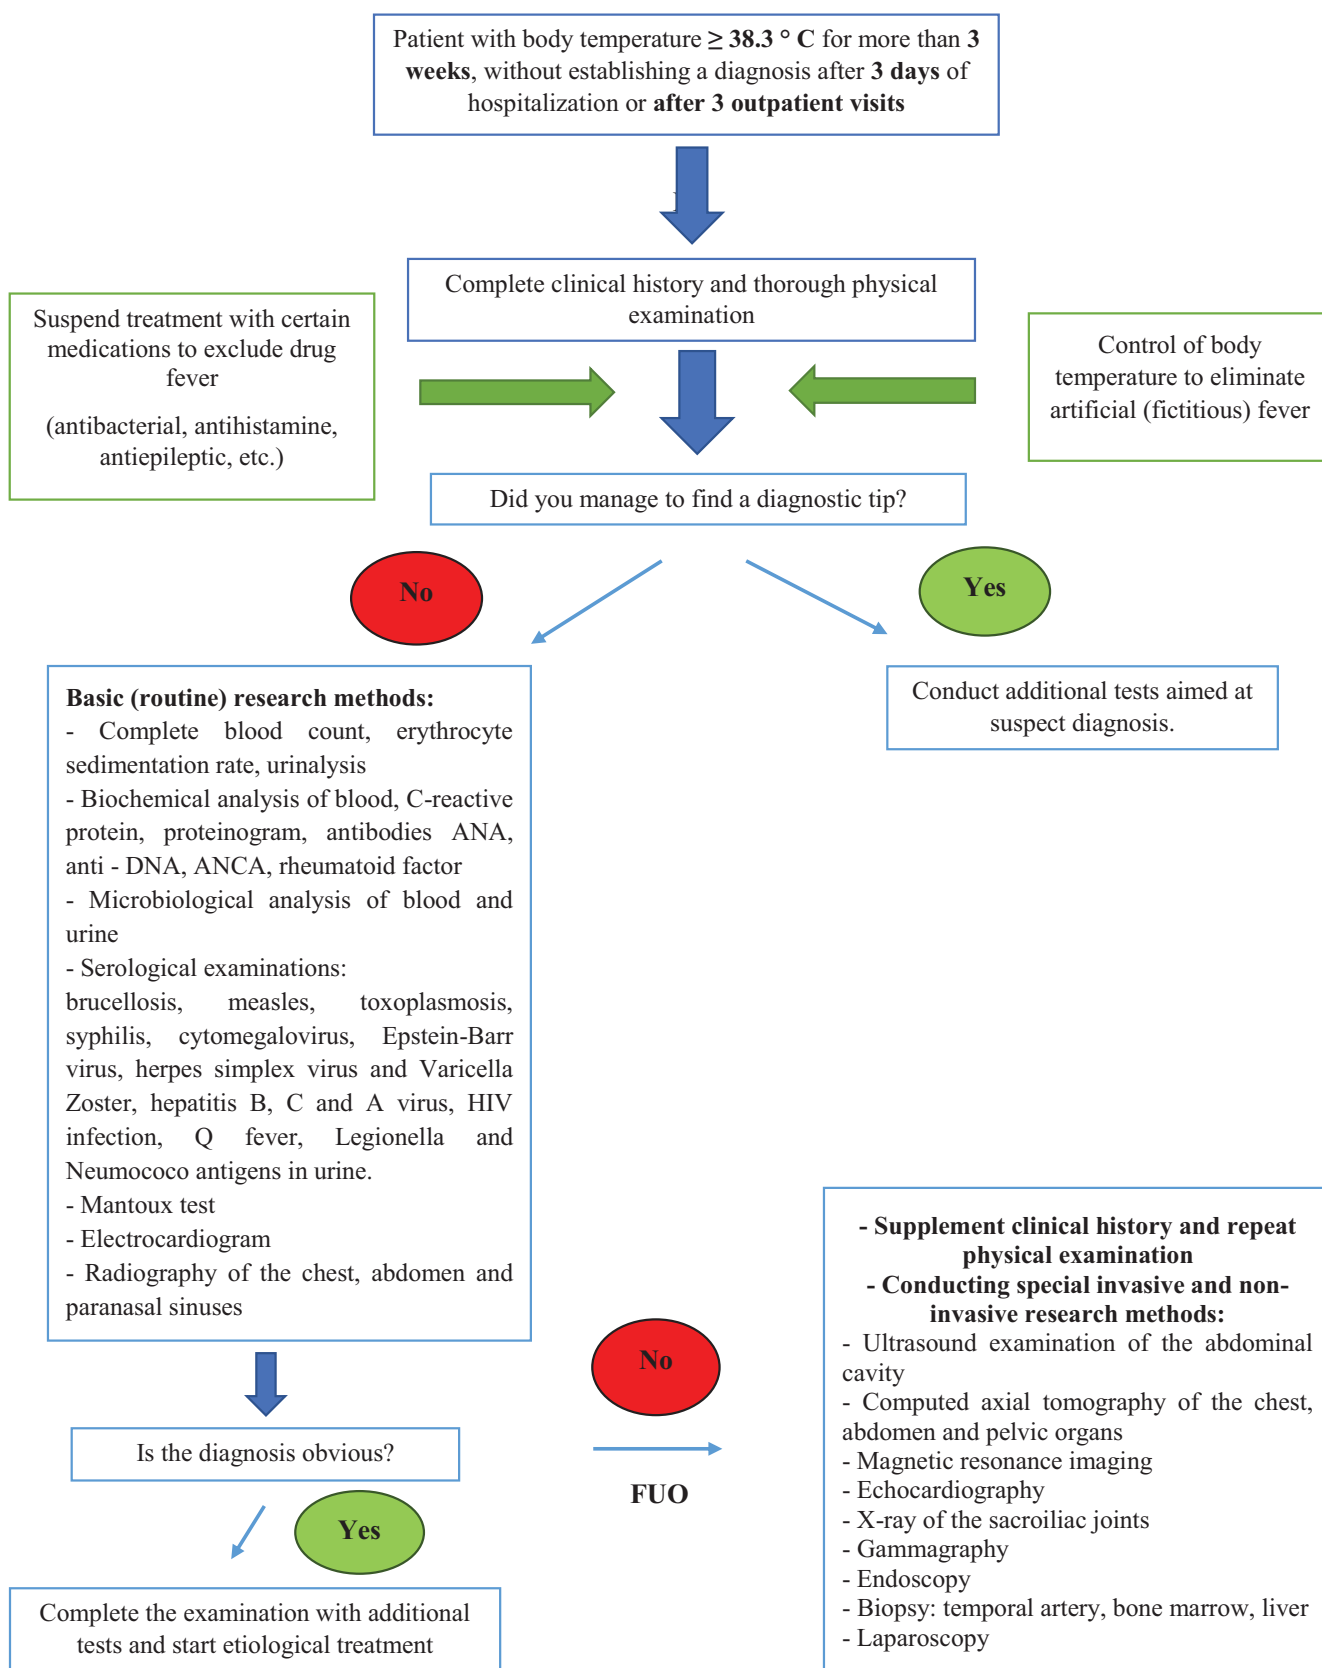 Patient with body temperature ≥ 38.3 ° C for more than 3
weeks, without establishing a diagnosis after 3 days of
hospitalization or after 3 outpatient visits
Complete clinical history and thorough physical
examination
Suspend treatment with certain
medications to exclude drug
fever
(antibacterial, antihistamine,
antiepileptic, etc.)
Control of body
temperature to eliminate
artificial (fictitious) fever
Did you manage to find a diagnostic tip?
No
Yes
Basic (routine) research methods:
- Complete blood count, erythrocyte
sedimentation rate, urinalysis
- Biochemical analysis of blood, C-reactive
protein, proteinogram, antibodies ANA,
anti - DNA, ANCA, rheumatoid factor
- Microbiological analysis of blood and
urine
- Serological examinations:
brucellosis, measles, toxoplasmosis,
syphilis, cytomegalovirus, Epstein-Barr
virus, herpes simplex virus and Varicella
Zoster, hepatitis B, C and A virus, HIV
infection, Q fever, Legionella and
Neumococo antigens in urine.
- Mantoux test
- Electrocardiogram
- Radiography of the chest, abdomen and
paranasal sinuses
Conduct additional tests aimed at
suspect diagnosis.
Is the diagnosis obvious?
No
FUO
Yes
Complete the examination with additional
tests and start etiological treatment
- Supplement clinical history and repeat
physical examination
- Conducting special invasive and non-
invasive research methods:
- Ultrasound examination of the abdominal
cavity
- Computed axial tomography of the chest,
abdomen and pelvic organs
- Magnetic resonance imaging
- Echocardiography
- X-ray of the sacroiliac joints
- Gammagraphy
- Endoscopy
- Biopsy: temporal artery, bone marrow, liver
- Laparoscopy